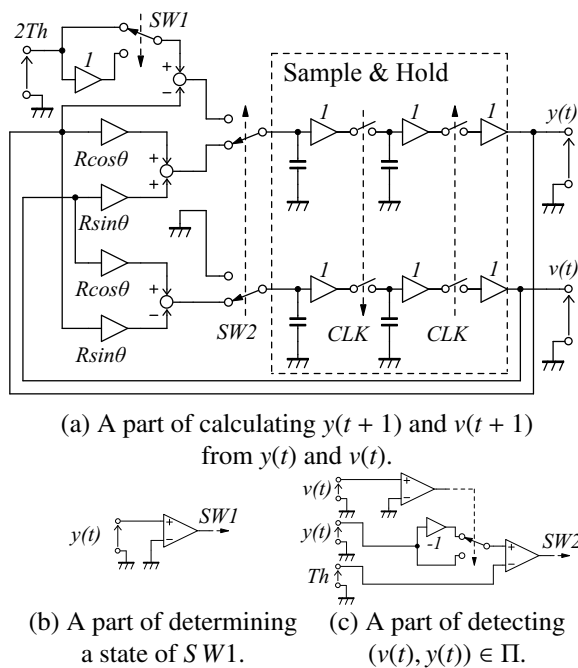 SW1
2Th
1
+
−
Sample & Hold
1
1
1
y(t)
Rcosθ
+
+
Rsinθ
Rcosθ
+
−
Rsinθ
SW2
1
1
1
v(t)
CLK
CLK
(a) A part of calculating y(t + 1) and v(t + 1)
from y(t) and v(t).
y(t)
+
−
SW1
v(t)
+
−
y(t)
-1
+
−
SW2
Th
(b) A part of determining
a state of S W1.
(c) A part of detecting
(v(t), y(t)) ∈ Π.